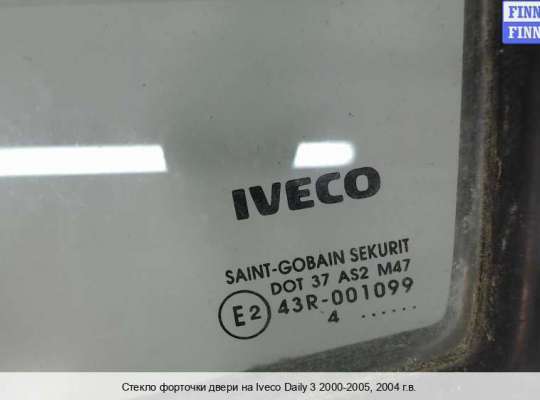 FINN
FINN
IVECO
SAINT-GOBAIN SEKURIT
DOT 37 AS2 M47
E2 43R-001099
4 ......
Стекло форточки двери на Iveco Daily 3 2000-2005, 2004 г.в.